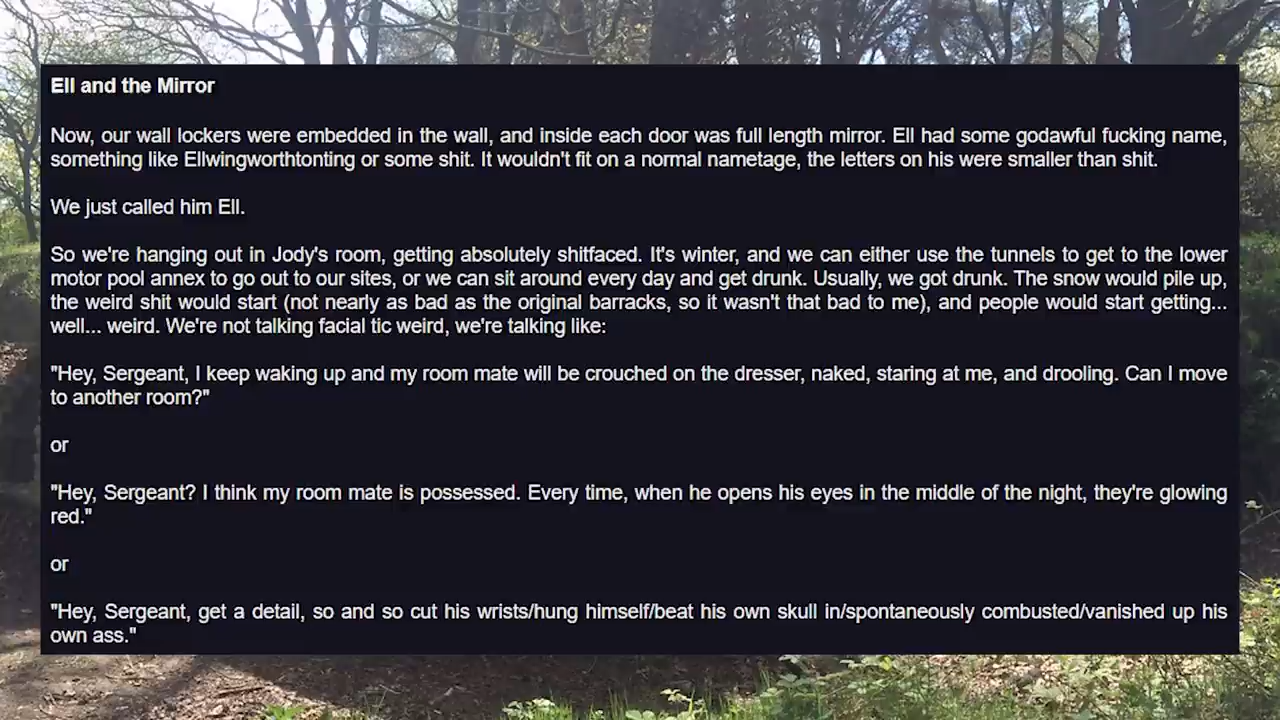 Ell and the Mirror
Now, our wall lockers were embedded in the wall, and inside each door was full length mirror. Ell had some godawful fucking name,
something like Ellwingworthtonting or some shit. It wouldn't fit on a normal nametage, the letters on his were smaller than shit.
We just called him Ell.
So we're hanging out in Jody's room, getting absolutely shitfaced. It's winter, and we can either use the tunnels to get to the lower
motor pool annex to go out to our sites, or we can sit around every day and get drunk. Usually, we got drunk. The snow would pile up,
the weird shit would start (not nearly as bad as the original barracks, so it wasn't that bad to me), and people would start getting...
well... weird. We're not talking facial tic weird, we're talking like:
"Hey, Sergeant, I keep waking up and my room mate will be crouched on the dresser, naked, staring at me, and drooling. Can I move
to another room?"
or
"Hey, Sergeant? I think my room mate is possessed. Every time, when he opens his eyes in the middle of the night, they're glowing
red."
or
"Hey, Sergeant, get a detail, so and so cut his wrists/hung himself/beat his own skull in/spontaneously combusted/vanished up his
own ass."